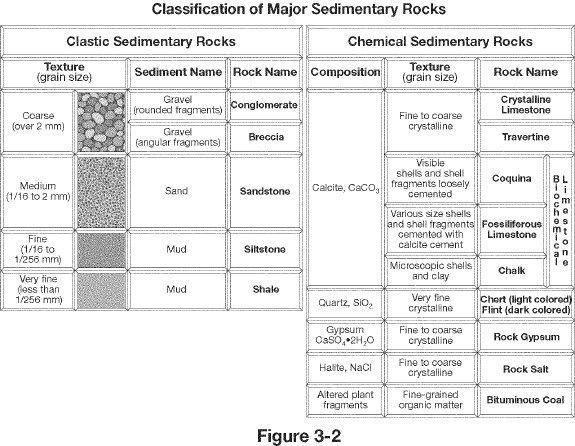 Classification of Major Sedimentary Rocks
Clastic Sedimentary Rocks
Texture
(grain size)
Sediment Name
Rock Name
Coarse
(over 2 mm)
Gravel
(rounded fragments)
Conglomerate
Gravel
(angular fragments)
Breccia
Medium
(1/16 to 2 mm)
Sand
Sandstone
Fine
(1/16 to
1/256 mm)
Mud
Siltstone
Very fine
(less than
1/256 mm)
Mud
Shale
Chemical Sedimentary Rocks
Composition
Texture
(grain size)
Rock Name
Calcite, CaCO₃
Fine to coarse
crystalline
Crystalline
Limestone
Travertine
Visible
shells and shell
fragments loosely
cemented
Coquina
Various size shells
and shell fragments
cemented with
calcite cement
Fossiliferous
Limestone
Microscopic shells
and clay
Chalk
Biochemical
Limestone
Quartz, SiO₂
Very fine
crystalline
Chert (light colored)
Flint (dark colored)
Gypsum
CaSO₄•2H₂O
Fine to coarse
crystalline
Rock Gypsum
Halite, NaCl
Fine to coarse
crystalline
Rock Salt
Altered plant
fragments
Fine-grained
organic matter
Bituminous Coal
Figure 3-2